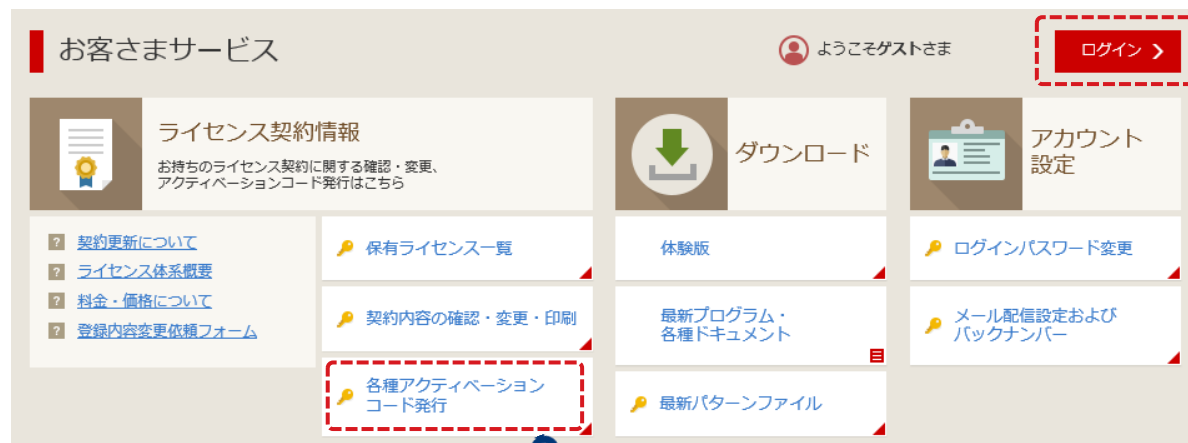 お客さまサービス
ようこそゲストさま
ログイン
ライセンス契約情報
お持ちのライセンス契約に関する確認・変更、
アクティベーションコード発行はこちら
ダウンロード
アカウント
設定
? 契約更新について
? ライセンス体系概要
? 料金・価格について
? 登録内容変更依頼フォーム
保有ライセンス一覧
契約内容の確認・変更・印刷
各種アクティベーション
コード発行
体験版
最新プログラム・
各種ドキュメント
最新パターンファイル
ログインパスワード変更
メール配信設定および
バックナンバー